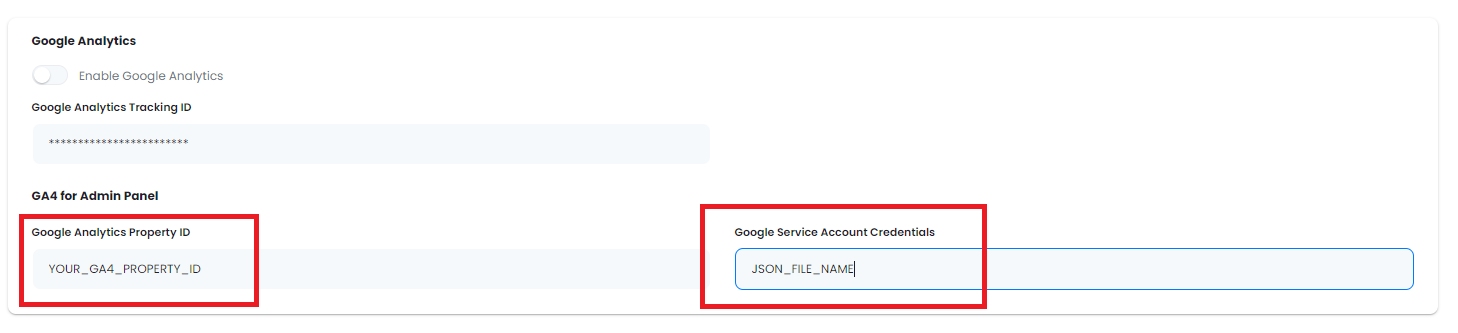 Google Analytics
Enable Google Analytics
Google Analytics Tracking ID
************************
GA4 for Admin Panel
Google Analytics Property ID
Google Service Account Credentials
YOUR_GA4_PROPERTY_ID
JSON_FILE_NAME